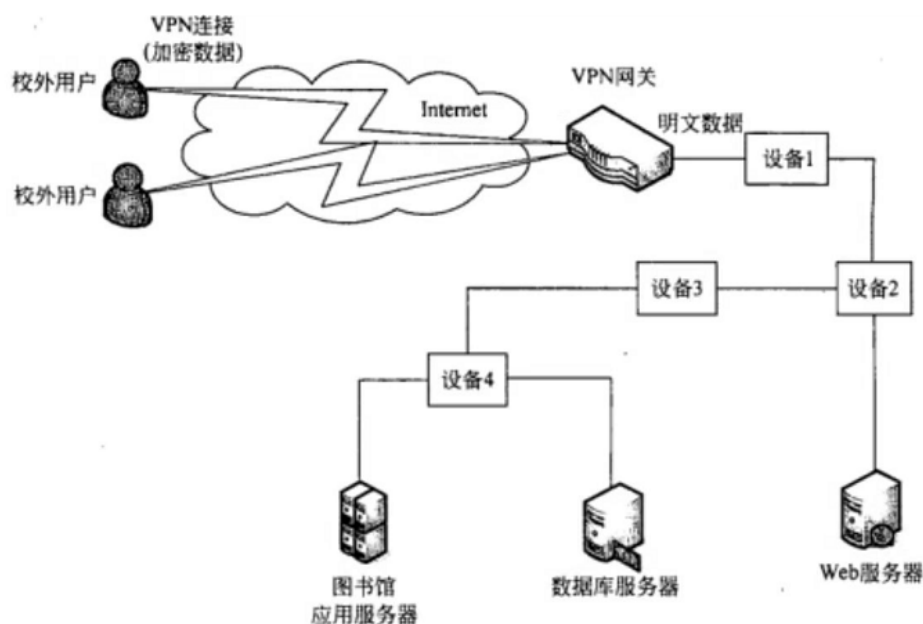 VPN连接
(加密数据)
校外用户
Internet
VPN网关
明文数据
设备1
校外用户
设备3
设备2
设备4
图书馆
应用服务器
数据库服务器
Web服务器